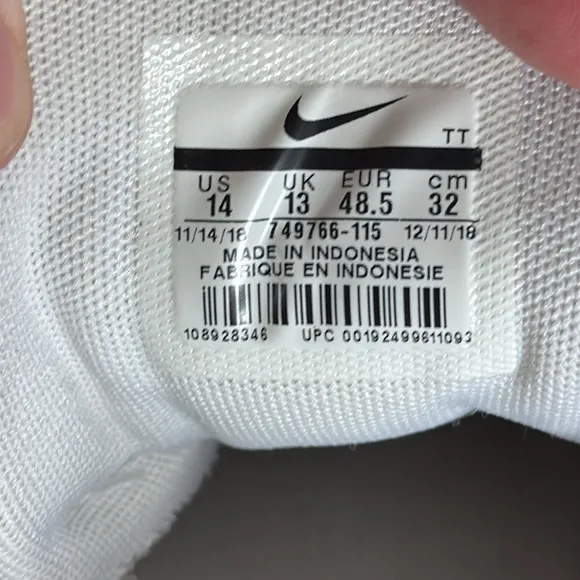 TT
US UK EUR cm
14 13 48.5 32
11/14/18 749766-115 12/11/18
MADE IN INDONESIA
FABRIQUE EN INDONESIE
108928346 UPC 00192499611093